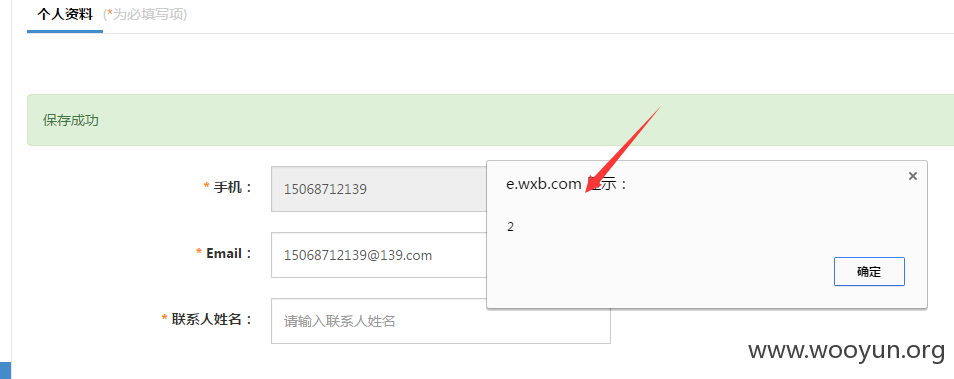 个人资料 (*为必填写项)
保存成功
* 手机： 15068712139
e.wxb.com 显示：
2
确定
* Email： 15068712139@139.com
* 联系人姓名： 请输入联系人姓名
www.wooyun.org